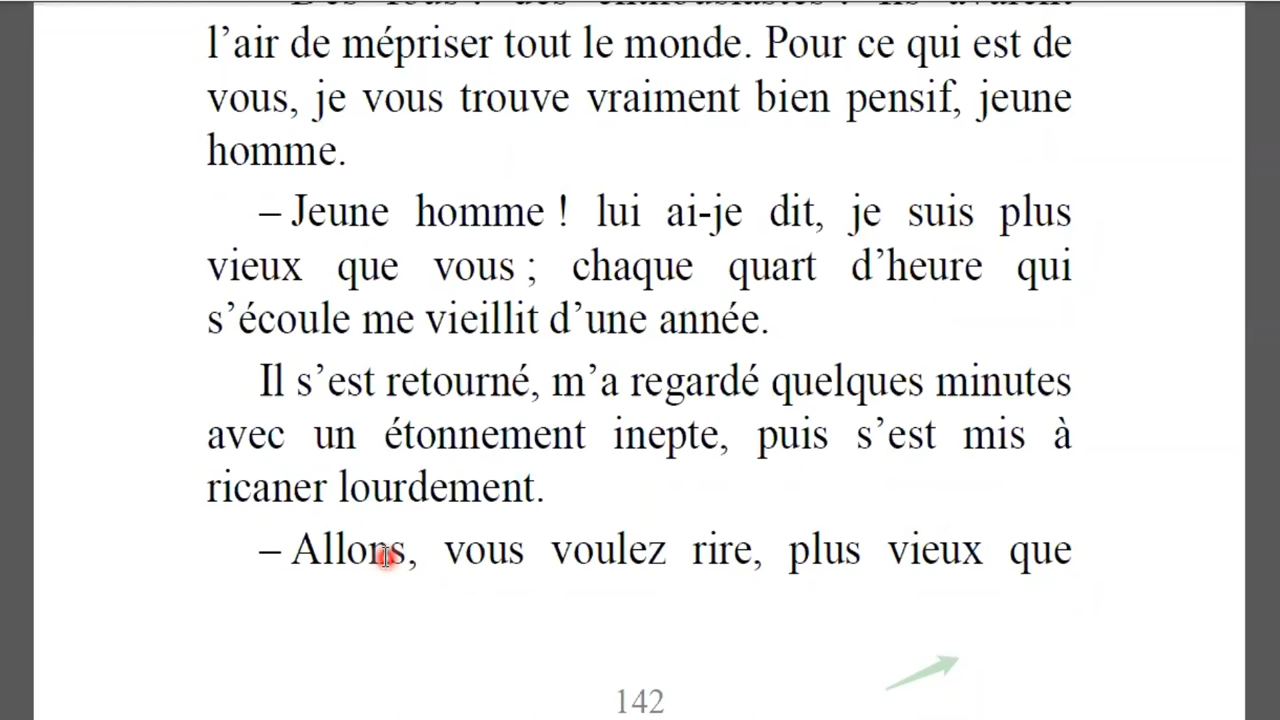 l’air de mépriser tout le monde. Pour ce qui est de
vous, je vous trouve vraiment bien pensif, jeune
homme.
– Jeune homme ! lui ai-je dit, je suis plus
vieux que vous ; chaque quart d’heure qui
s’écoule me vieillit d’une année.
Il s’est retourné, m’a regardé quelques minutes
avec un étonnement inepte, puis s’est mis à
ricaner lourdement.
– Allons, vous voulez rire, plus vieux que
142